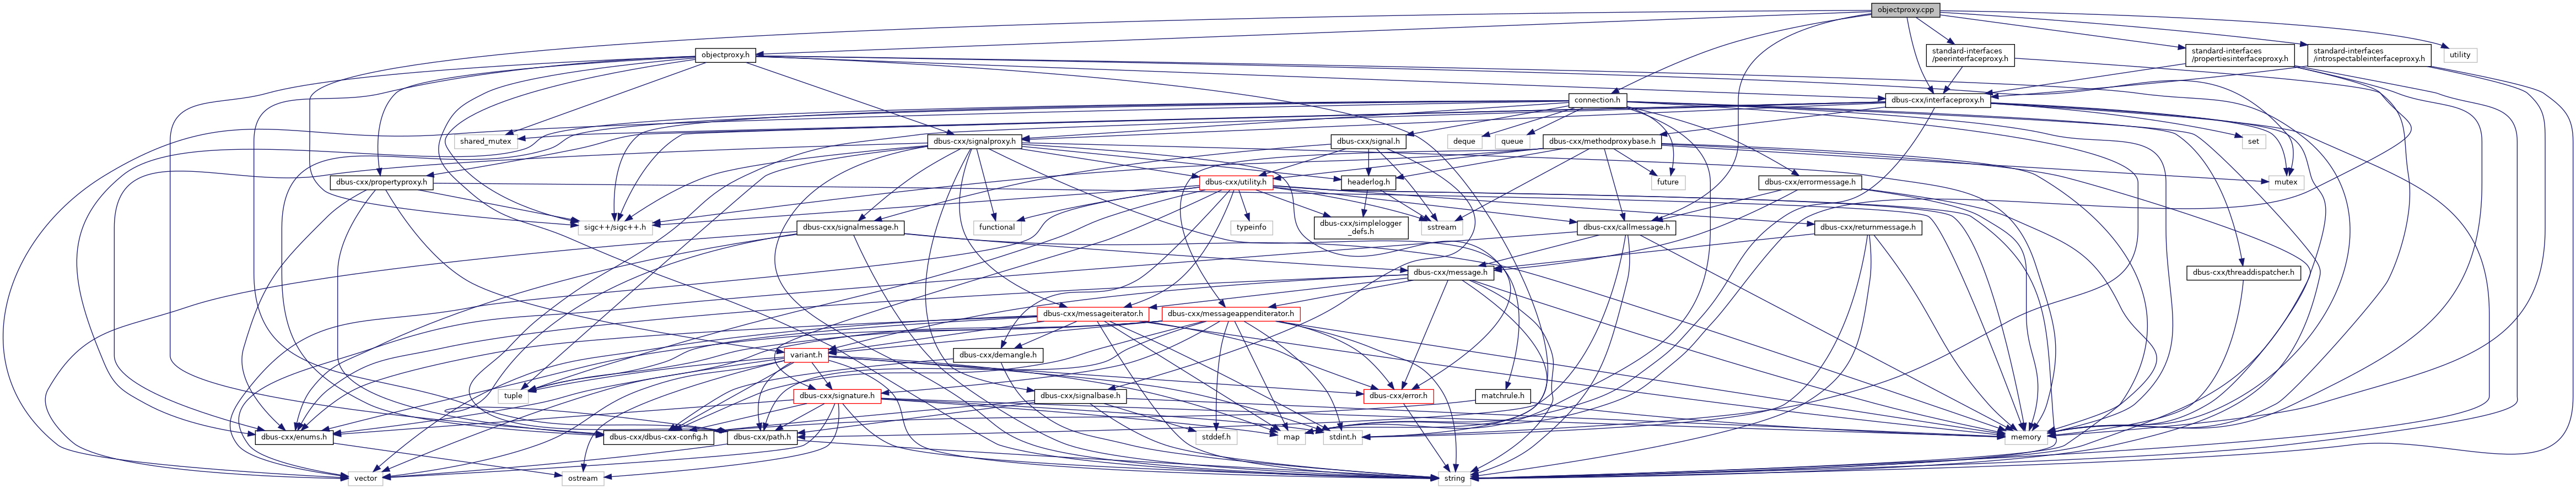 objectproxy.cpp
objectproxy.h
standard-interfaces
/peerinterfaceproxy.h
standard-interfaces
/propertiesinterfaceproxy.h
standard-interfaces
/introspectableinterfaceproxy.h
utility
connection.h
dbus-cxx/interfaceproxy.h
shared_mutex
dbus-cxx/signalproxy.h
dbus-cxx/signal.h
deque
queue
dbus-cxx/methodproxybase.h
set
dbus-cxx/propertyproxy.h
dbus-cxx/utility.h
headerlog.h
future
dbus-cxx/errormessage.h
mutex
sigc++/sigc++.h
dbus-cxx/signalmessage.h
functional
typeinfo
dbus-cxx/simplelogger
_defs.h
sstream
dbus-cxx/callmessage.h
dbus-cxx/returnmessage.h
dbus-cxx/message.h
dbus-cxx/threaddispatcher.h
dbus-cxx/messageiterator.h
dbus-cxx/messageappenditerator.h
variant.h
dbus-cxx/demangle.h
tuple
dbus-cxx/signature.h
dbus-cxx/signalbase.h
dbus-cxx/error.h
matchrule.h
dbus-cxx/enums.h
dbus-cxx/dbus-cxx-config.h
dbus-cxx/path.h
stddef.h
map
stdint.h
memory
vector
ostream
string